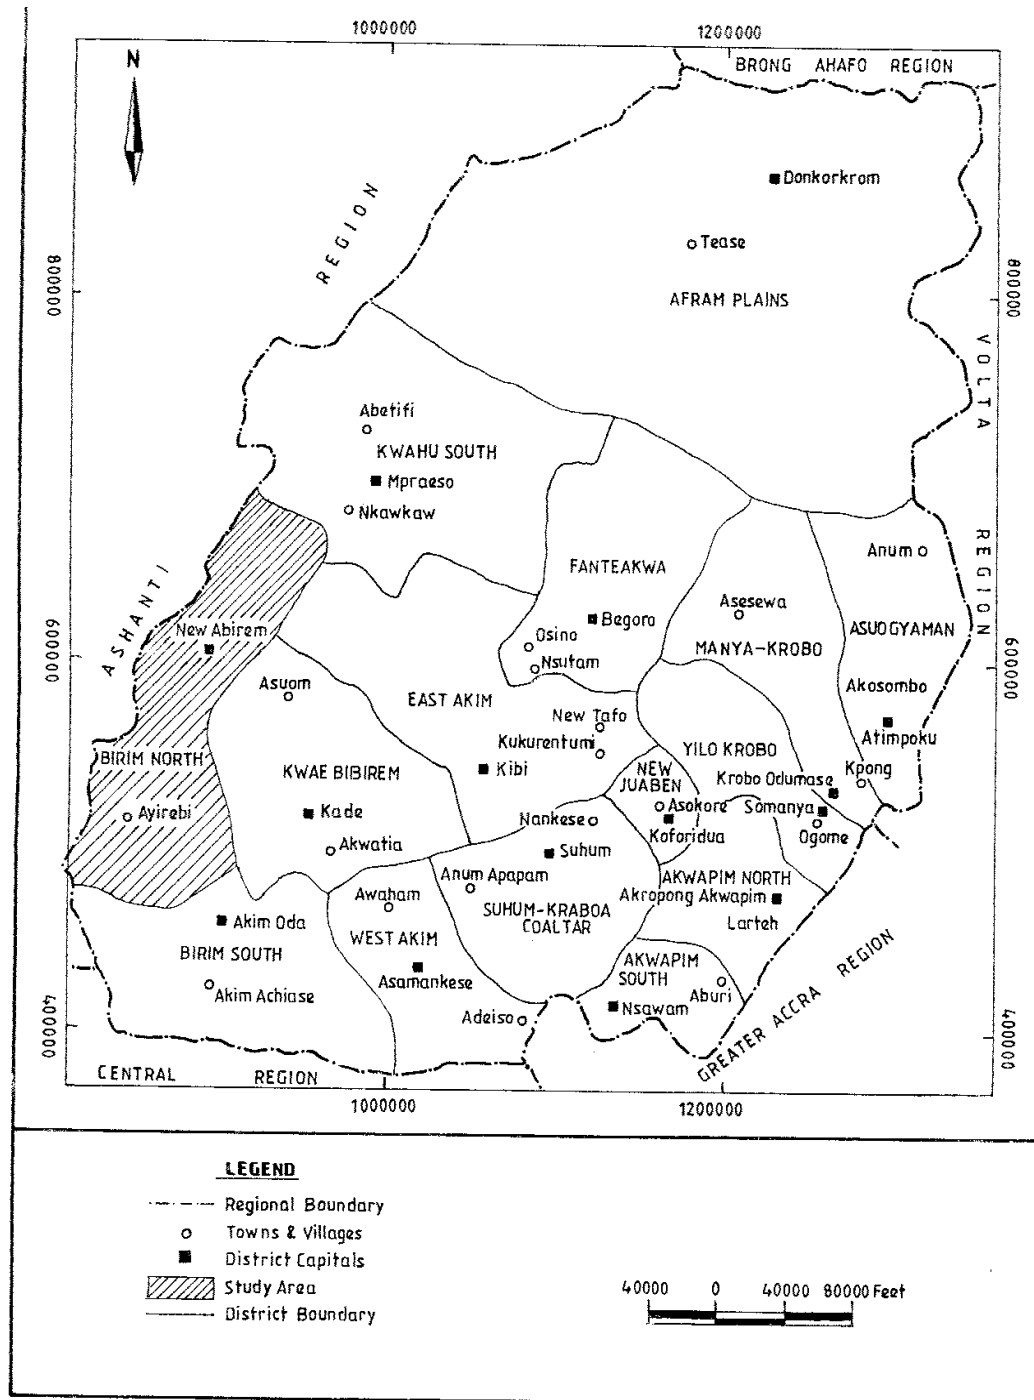 1000000
1200000
N
BRONG AHAFO REGION
Donkorkrom
REGION
Tease
800000
800000
AFRAM PLAINS
VOLTA
Abetifi
KWAHU SOUTH
Mpraeso
Nkawkaw
REGION
Anum
FANTEAKWA
ASHANTI
Asesewa
Begoro
New Abirem
Osino
ASUOGYAMAN
600000
600000
MANYA-KROBO
Nsutam
Asuom
EAST AKIM
Akosombo
New Tafo
Atimpoku
Kukurentumi
YILO KROBO
BIRIM NORTH
KWAE BIBIREM
Kibi
NEW
JUABEN
Krobo Odumase
Kpong
Ayirebi
Kade
Asokore
Somanya
Nankese
Koforidua
Ogome
Akwatia
Suhum
Anum Apapam
AKWAPIM NORTH
Awaham
Akropong Akwapim
SUHUM-KRABOA
COALTAR
Larteh
Akim Oda
WEST AKIM
BIRIM SOUTH
AKWAPIM
SOUTH
Asamankese
Aburi
Akim Achiase
Nsawam
Adeiso
400000
400000
GREATER ACCRA REGION
CENTRAL REGION
1000000
1200000
LEGEND
Regional Boundary
Towns & Villages
District Capitals
Study Area
District Boundary
40000 0 40000 80000 Feet